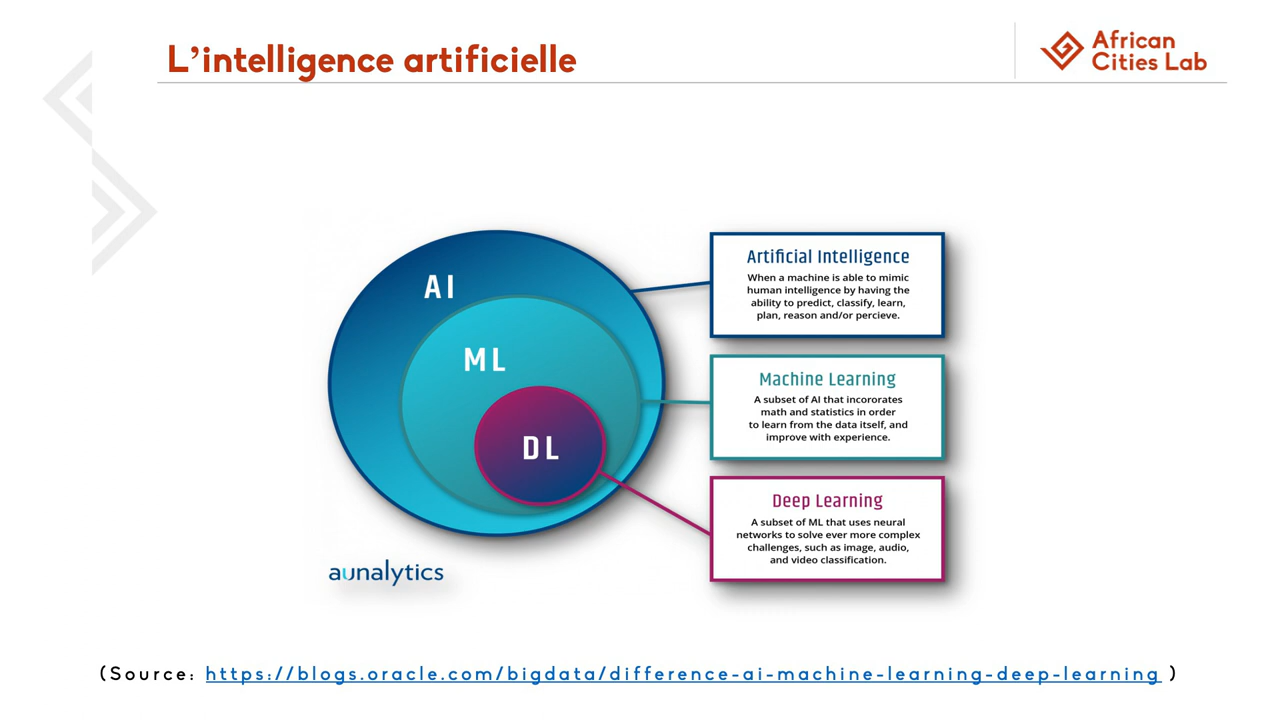 L’intelligence artificielle
African
Cities Lab
AI
ML
DL
Artificial Intelligence
When a machine is able to mimic
human intelligence by having the
ability to predict, classify, learn,
plan, reason and/or percieve.
Machine Learning
A subset of AI that incororates
math and statistics in order
to learn from the data itself, and
improve with experience.
Deep Learning
A subset of ML that uses neural
networks to solve ever more complex
challenges, such as image, audio,
and video classification.
aunalytics
(Source: https://blogs.oracle.com/bigdata/difference-ai-machine-learning-deep-learning )